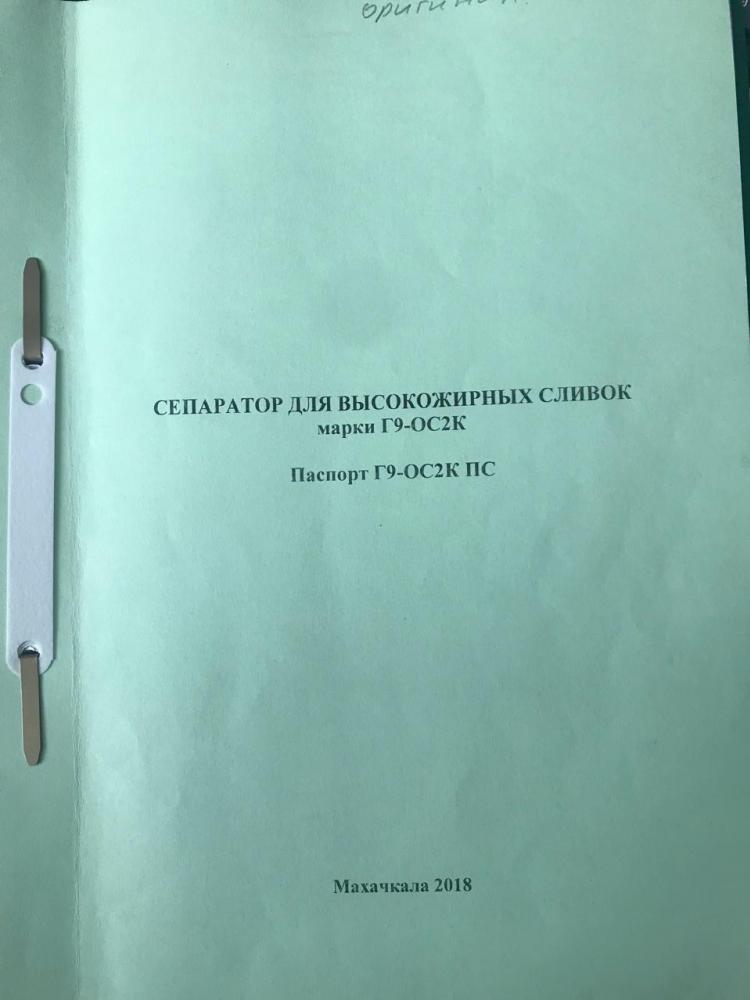 СЕПАРАТОР ДЛЯ ВЫСОКОЖИРНЫХ СЛИВОК
марки Г9-ОС2К
Паспорт Г9-ОС2К ПС
Махачкала 2018